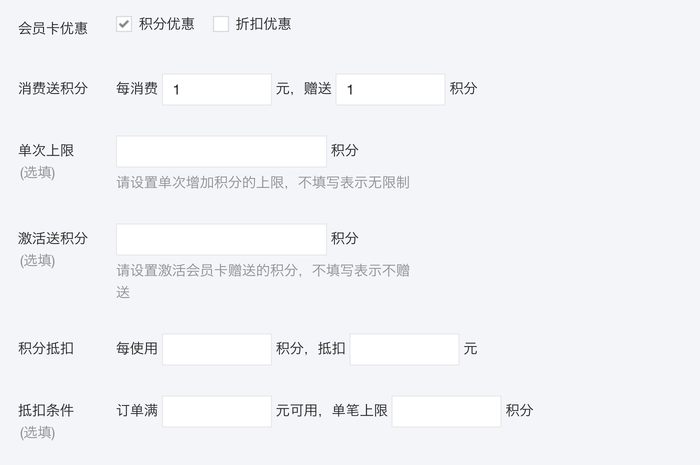 会员卡优惠 积分优惠 折扣优惠
消费送积分 每消费 1 元，赠送 1 积分
单次上限 积分
(选填)
请设置单次增加积分的上限，不填写表示无限制
激活送积分 积分
(选填)
请设置激活会员卡赠送的积分，不填写表示不赠
送
积分抵扣 每使用 积分，抵扣 元
抵扣条件 订单满 元可用，单笔上限 积分
(选填)